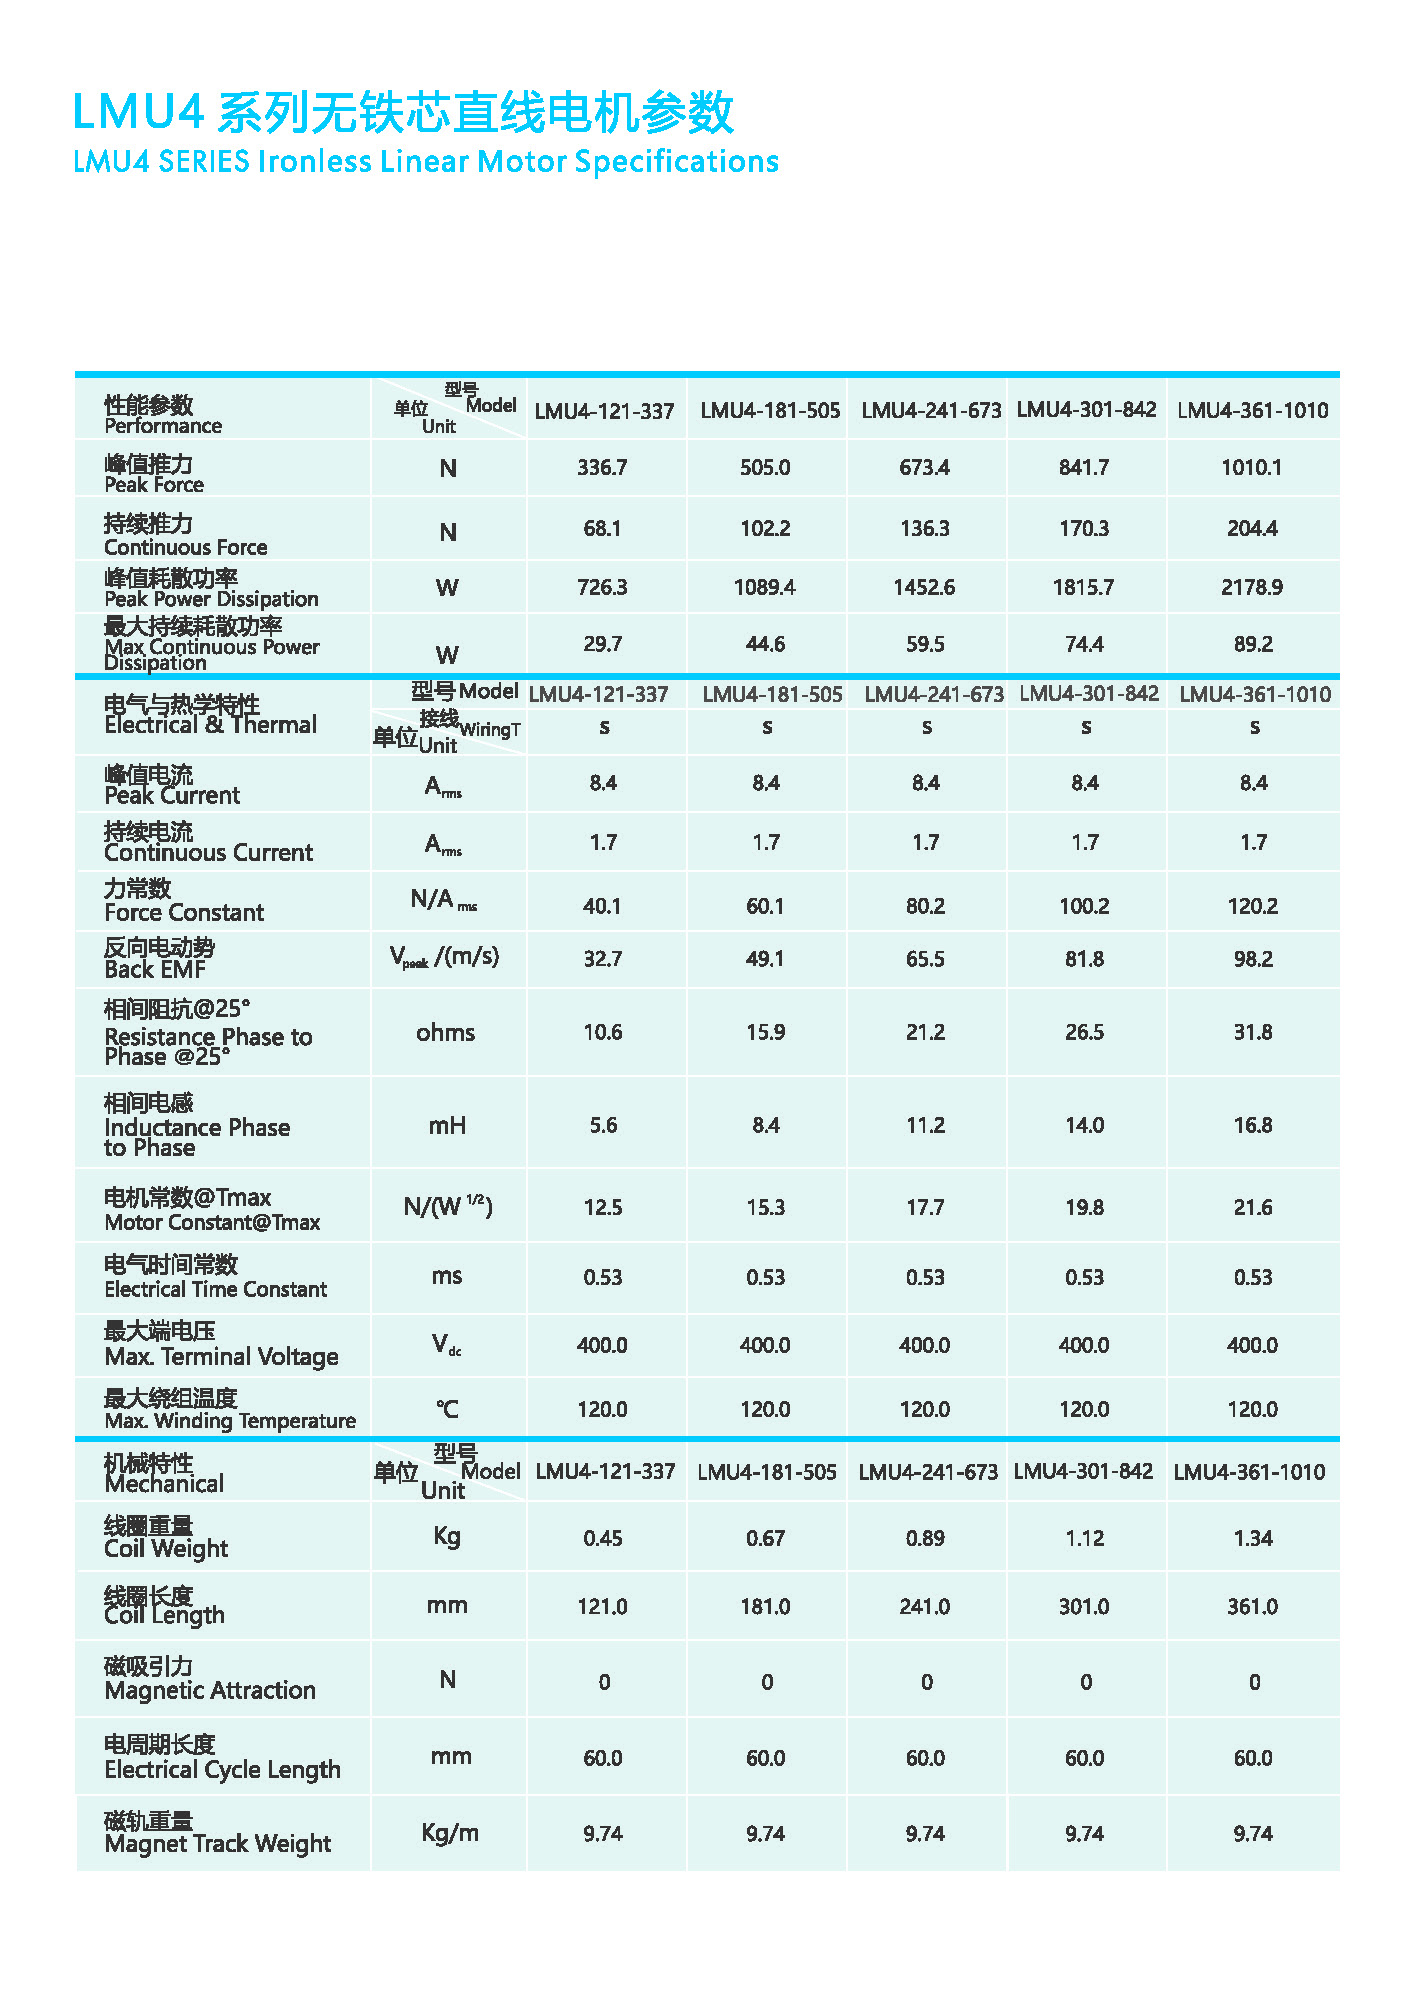 LMU4 系列无铁芯直线电机参数
LMU4 SERIES Ironless Linear Motor Specifications
性能参数 Performance 单位 Unit 型号 Model LMU4-121-337 LMU4-181-505 LMU4-241-673 LMU4-301-842 LMU4-361-1010
峰值推力 Peak Force N 336.7 505.0 673.4 841.7 1010.1
持续推力 Continuous Force N 68.1 102.2 136.3 170.3 204.4
峰值耗散功率 Peak Power Dissipation W 726.3 1089.4 1452.6 1815.7 2178.9
最大持续耗散功率 Max Continuous Power Dissipation W 29.7 44.6 59.5 74.4 89.2
电气与热学特性 Electrical & Thermal 型号 Model LMU4-121-337 LMU4-181-505 LMU4-241-673 LMU4-301-842 LMU4-361-1010
单位 Unit 接线 WiringT s s s s s
峰值电流 Peak Current Arms 8.4 8.4 8.4 8.4 8.4
持续电流 Continuous Current Arms 1.7 1.7 1.7 1.7 1.7
力常数 Force Constant N/A rms 40.1 60.1 80.2 100.2 120.2
反向电动势 Back EMF Vpeak /(m/s) 32.7 49.1 65.5 81.8 98.2
相间阻抗@25° Resistance Phase to Phase @25° ohms 10.6 15.9 21.2 26.5 31.8
相间电感 Inductance Phase to Phase mH 5.6 8.4 11.2 14.0 16.8
电机常数@Tmax Motor Constant@Tmax N/(W 1/2) 12.5 15.3 17.7 19.8 21.6
电气时间常数 Electrical Time Constant ms 0.53 0.53 0.53 0.53 0.53
最大端电压 Max. Terminal Voltage Vdc 400.0 400.0 400.0 400.0 400.0
最大绕组温度 Max. Winding Temperature ℃ 120.0 120.0 120.0 120.0 120.0
机械特性 Mechanical 单位 Unit 型号 Model LMU4-121-337 LMU4-181-505 LMU4-241-673 LMU4-301-842 LMU4-361-1010
线圈重量 Coil Weight Kg 0.45 0.67 0.89 1.12 1.34
线圈长度 Coil Length mm 121.0 181.0 241.0 301.0 361.0
磁吸引力 Magnetic Attraction N 0 0 0 0 0
电周期长度 Electrical Cycle Length mm 60.0 60.0 60.0 60.0 60.0
磁轨重量 Magnet Track Weight Kg/m 9.74 9.74 9.74 9.74 9.74